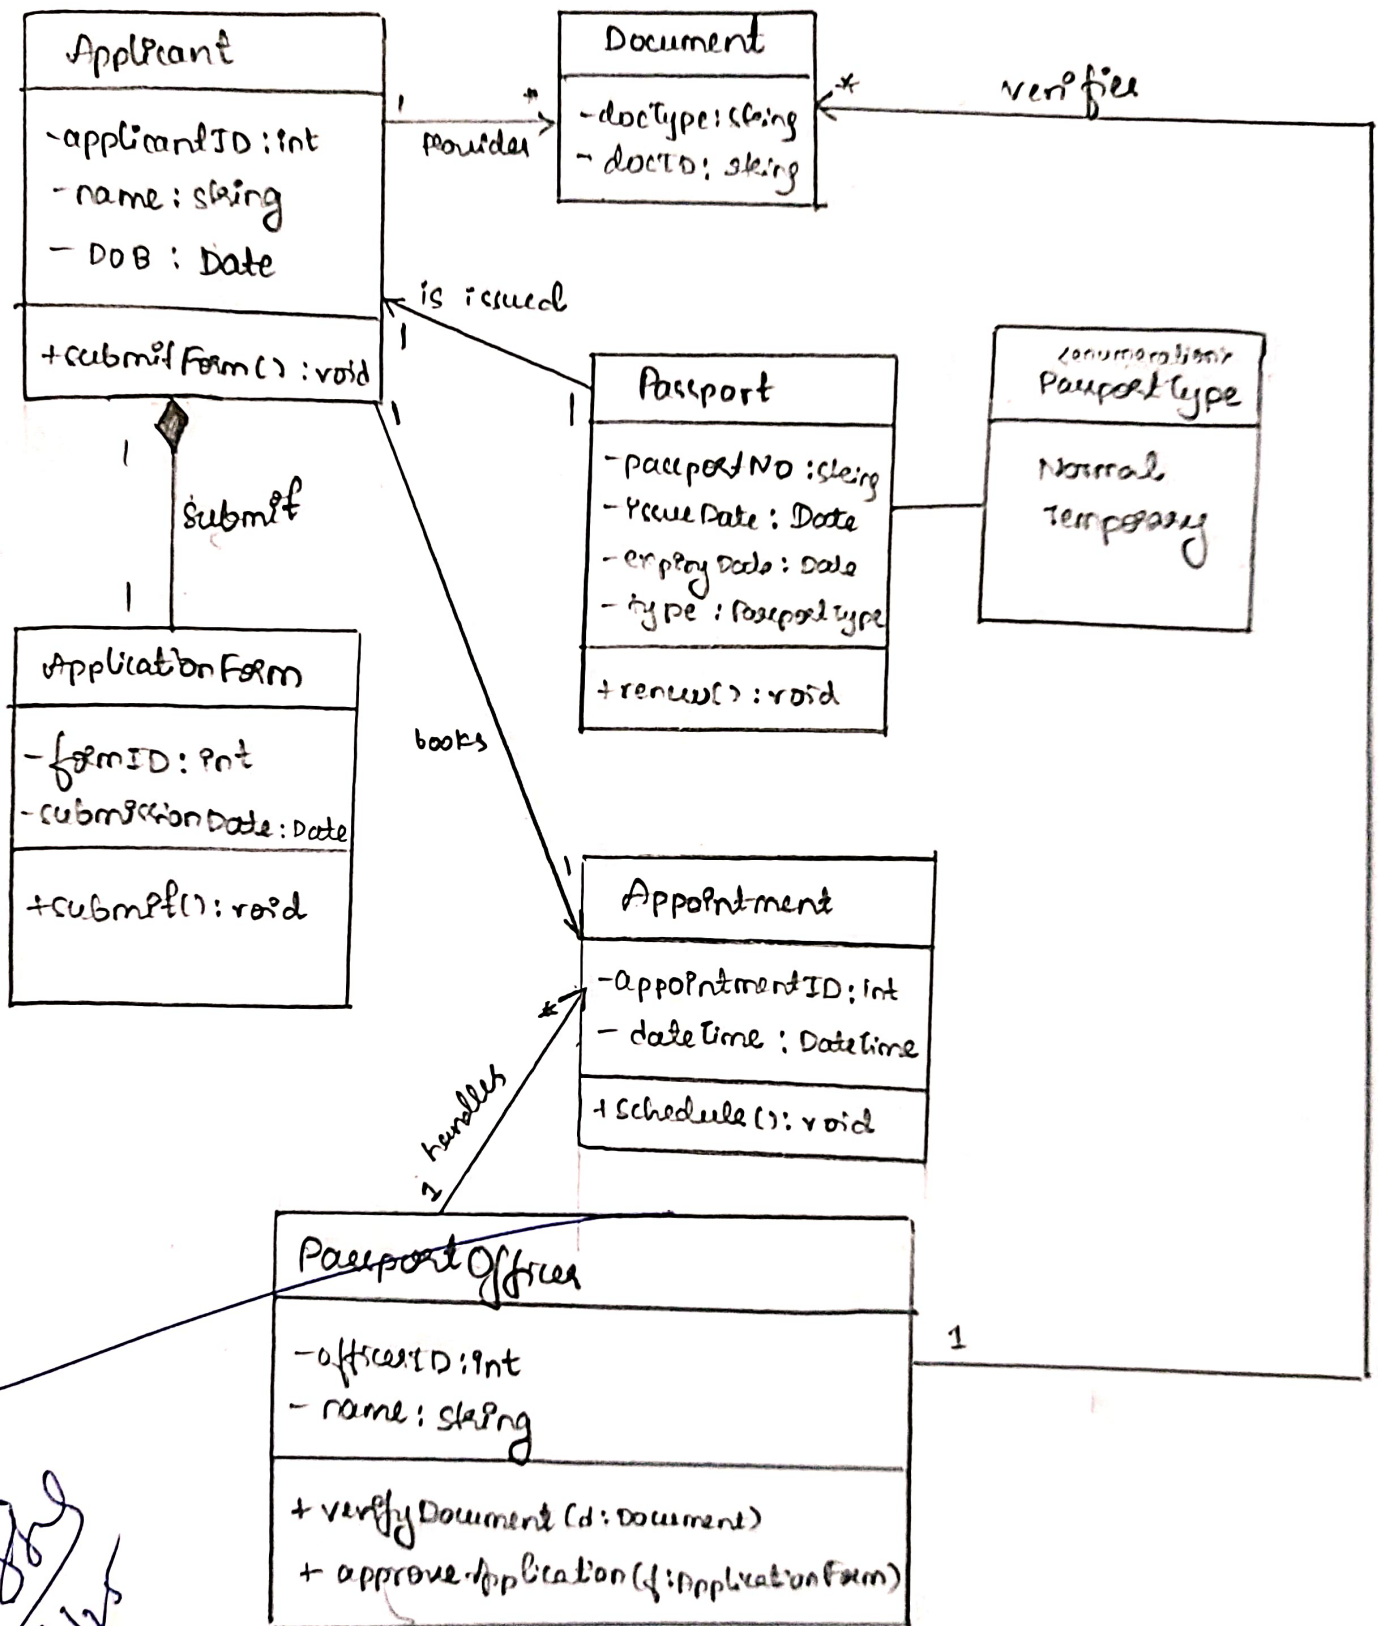 Applicant
-applicantID : int
-name : string
- DOB : Date
+submitForm() : void
1
*
provides
Document
-docType : string
- docID : string
*
verifies
is issued
1
1
Passport
-passportNO : string
-issueDate : Date
-expiryDate : Date
-type : PassportType
+renew() : void
<enumeration>
PassportType
Normal
Temporary
1
submit
1
ApplicationForm
-formID : int
-submissionDate : Date
+submit() : void
1
books
1
Appointment
-appointmentID : int
- dateTime : DateTime
+schedule() : void
*
handles
1
PassportOfficer
-officerID : int
- name : string
+ verifyDocument (d : Document)
+ approveApplication (f : ApplicationForm)
1